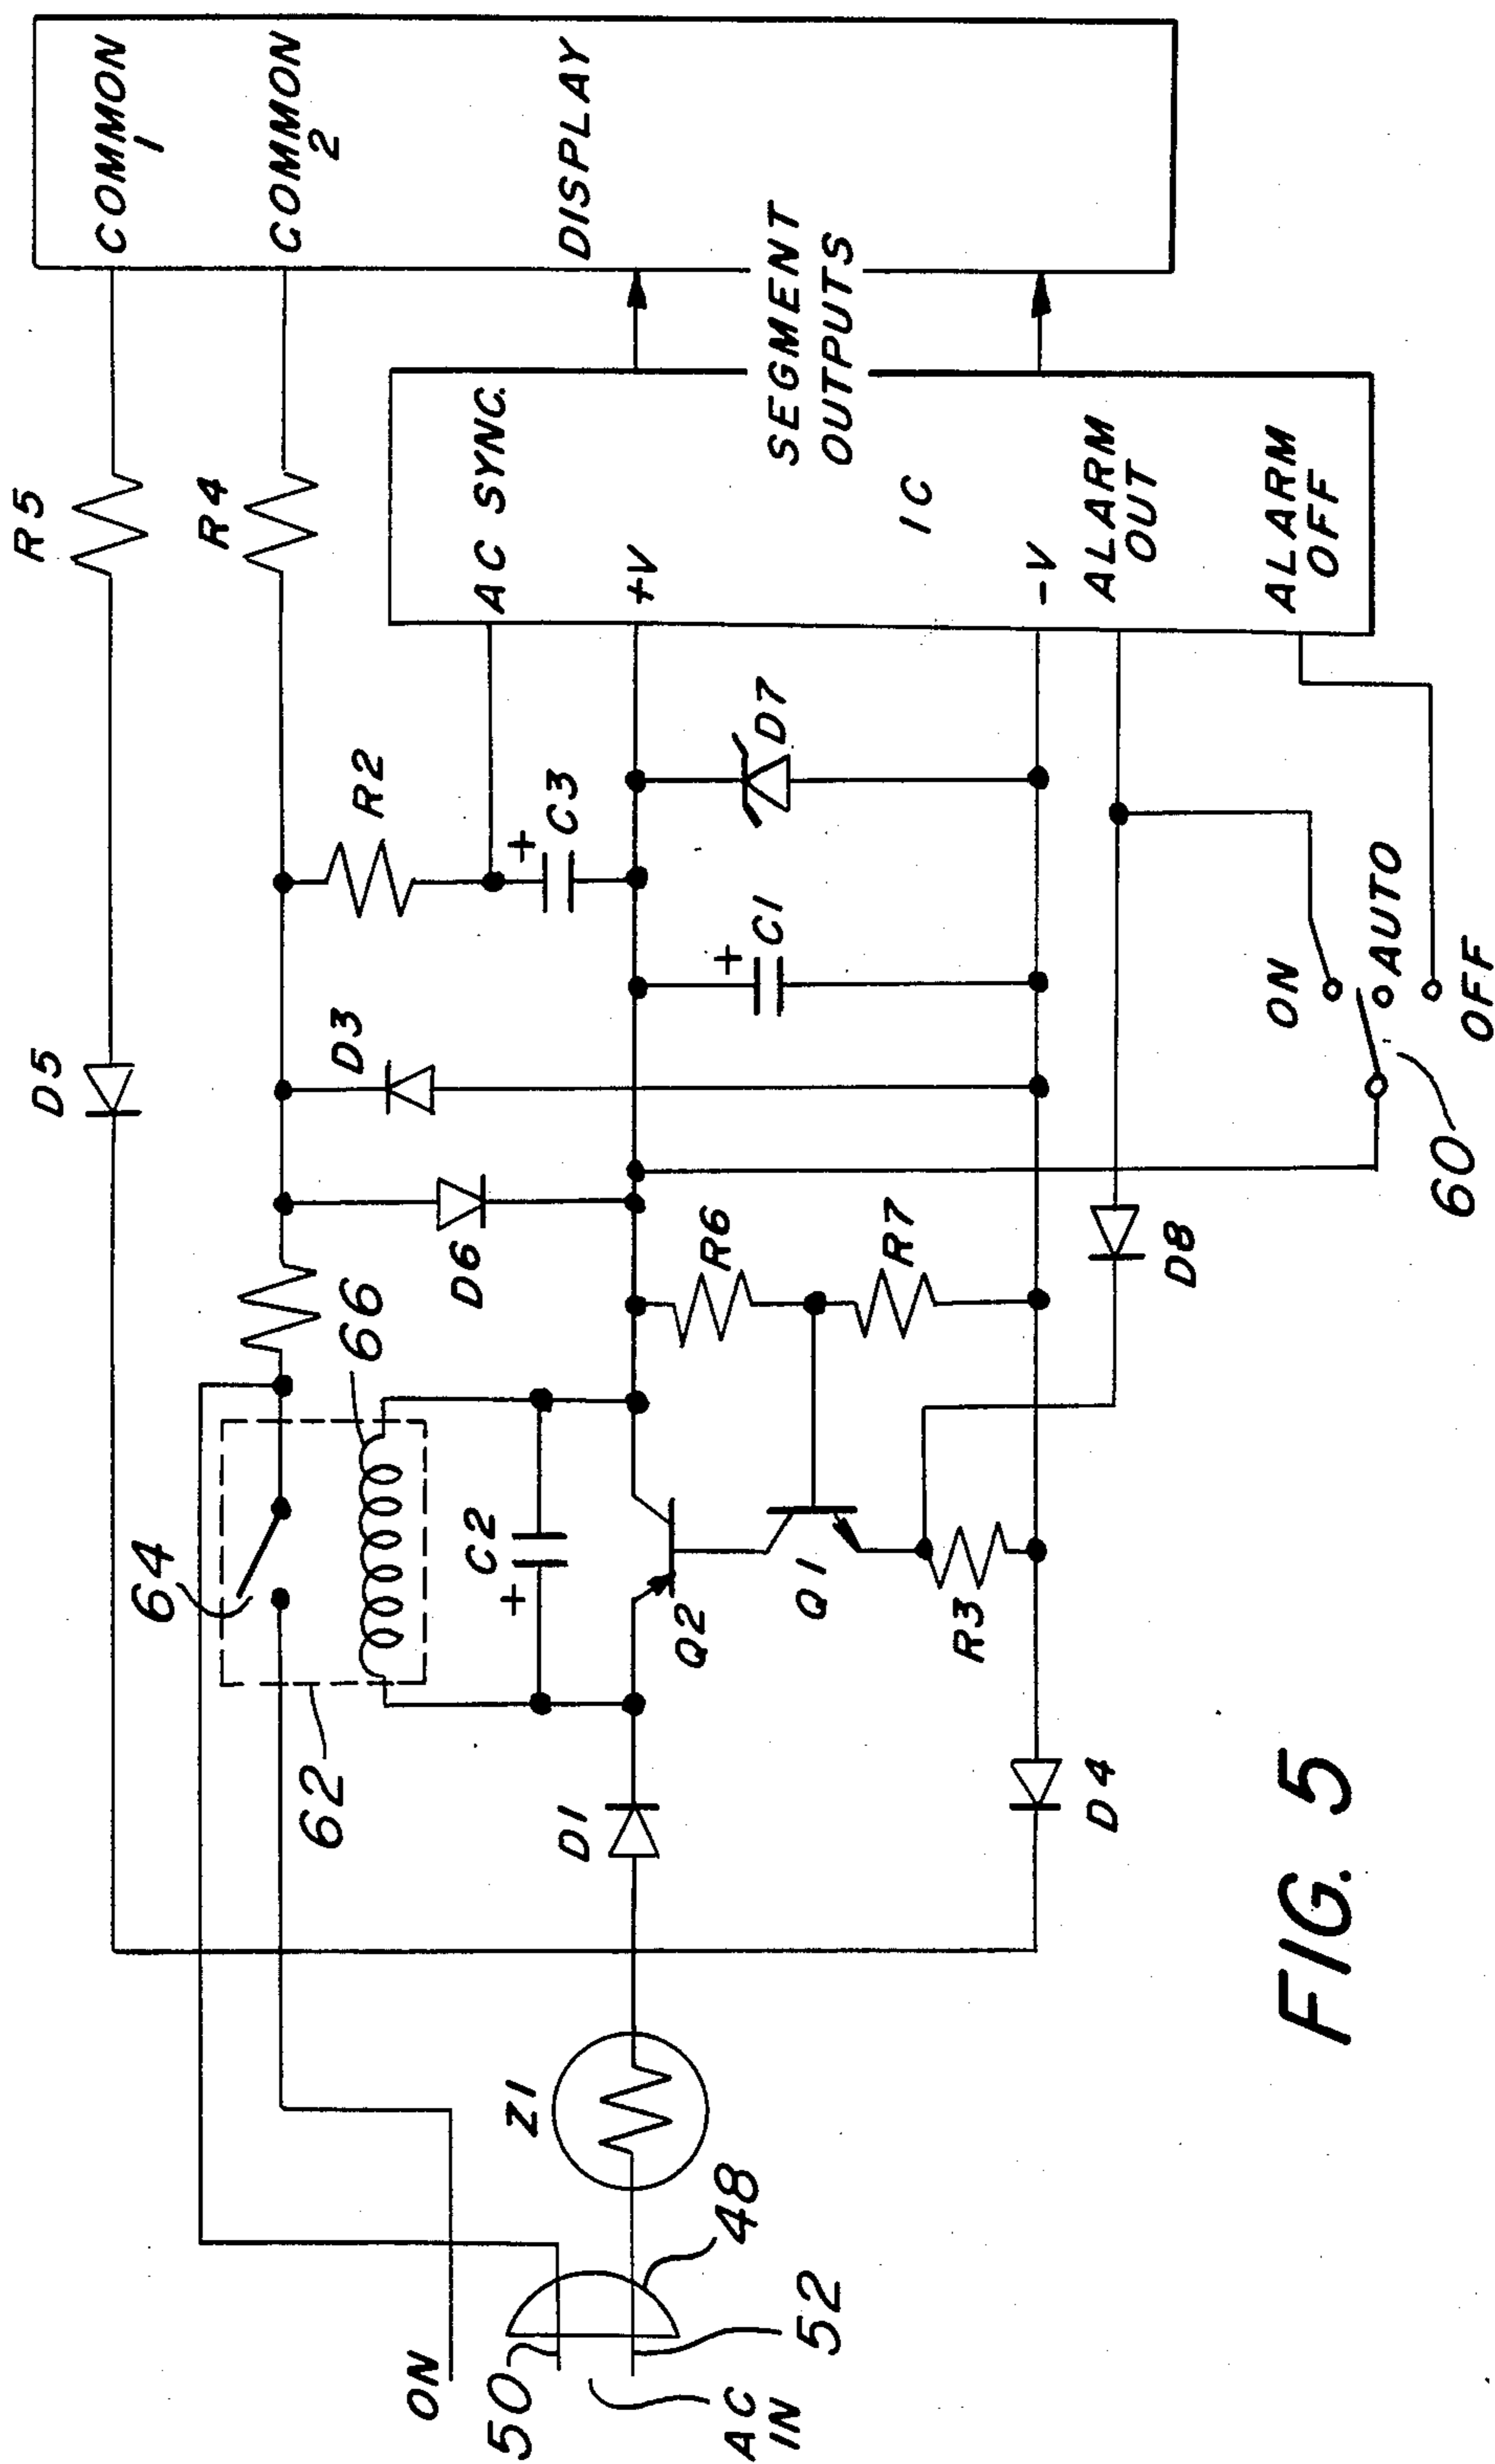 R5
R4
COMMON
1
COMMON
2
DISPLAY
SEGMENT
OUTPUTS
AC SYNC.
+V
IC
-V
ALARM
OUT
ALARM
OFF
D5
D3
R2
+
C3
D7
+
C1
D6
R6
R7
D8
ON
AUTO
OFF
60
64
66
62
C2
+
Q2
Q1
R3
D1
D4
Z1
48
ON
50
52
AC
IN
FIG. 5